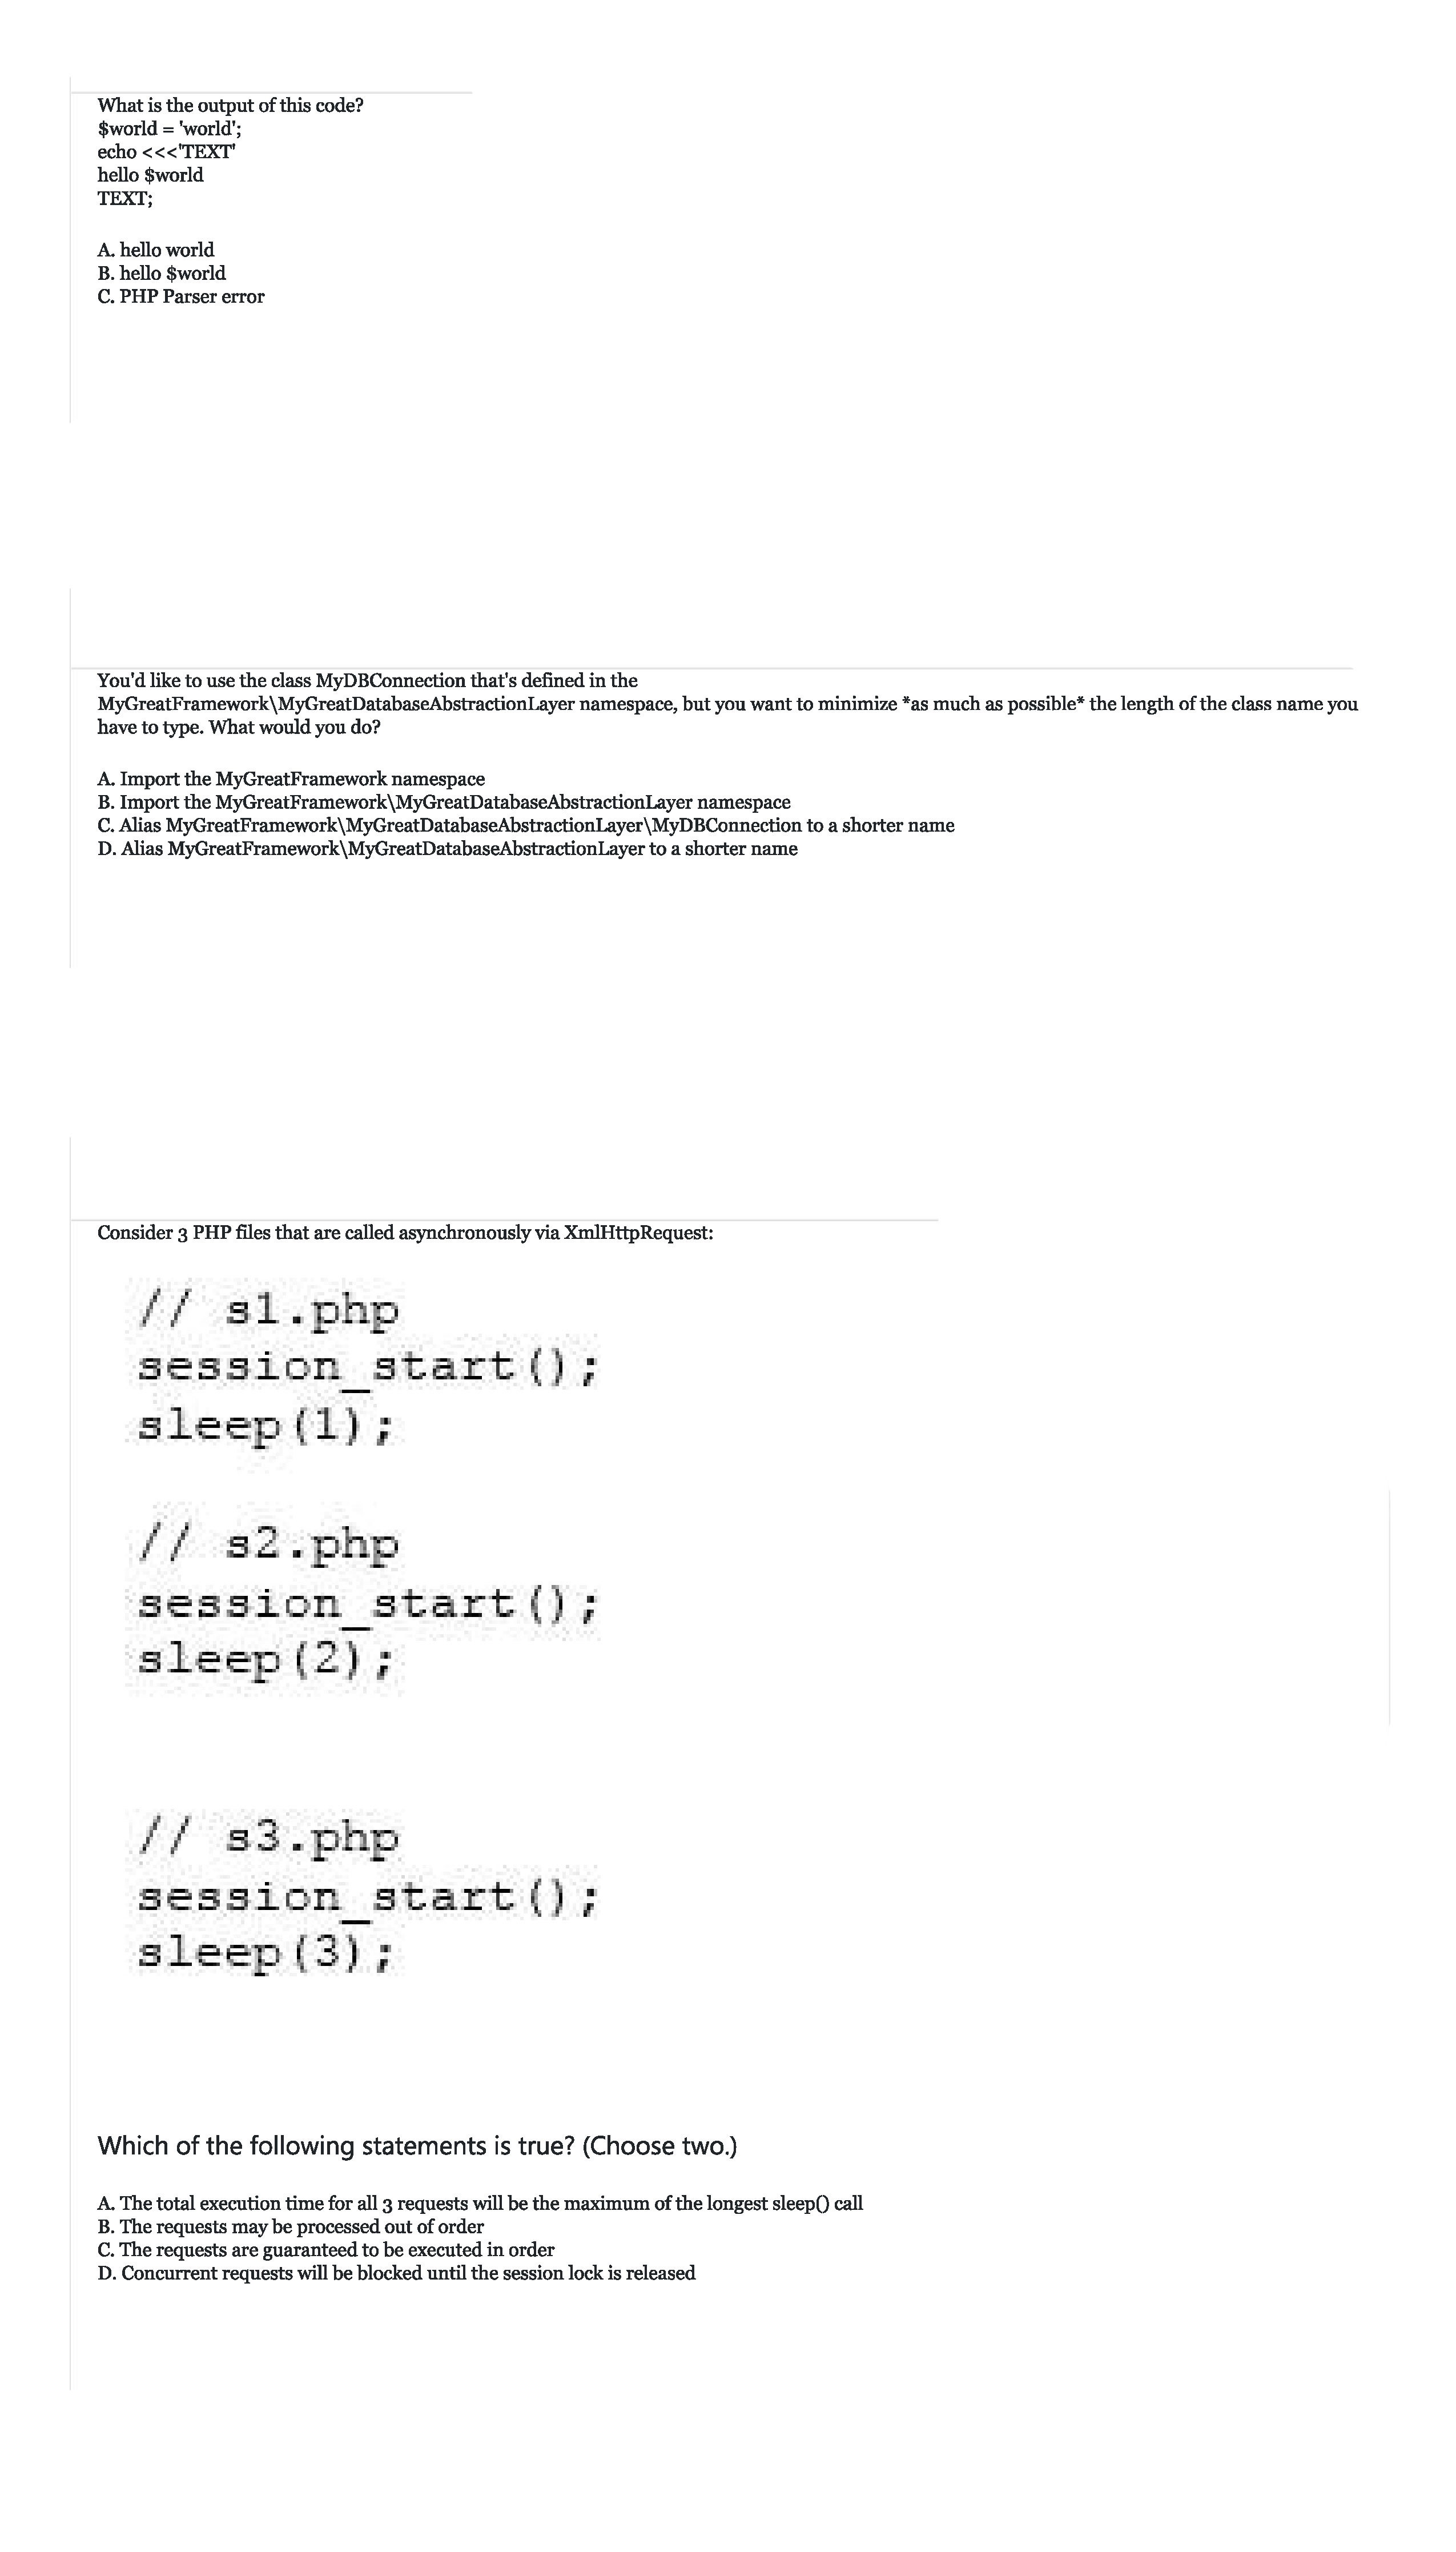 What is the output of this code?
$world = 'world';
echo <<<'TEXT'
hello $world
TEXT;
A. hello world
B. hello $world
C. PHP Parser error
You'd like to use the class MyDBConnection that's defined in the
MyGreatFramework\MyGreatDatabaseAbstractionLayer namespace, but you want to minimize *as much as possible* the length of the class name you
have to type. What would you do?
A. Import the MyGreatFramework namespace
B. Import the MyGreatFramework\MyGreatDatabaseAbstractionLayer namespace
C. Alias MyGreatFramework\MyGreatDatabaseAbstractionLayer\MyDBConnection to a shorter name
D. Alias MyGreatFramework\MyGreatDatabaseAbstractionLayer to a shorter name
Consider 3 PHP files that are called asynchronously via XmlHttpRequest:
// s1.php
session_start();
sleep(1);
// s2.php
session_start();
sleep(2);
// s3.php
session_start();
sleep(3);
Which of the following statements is true? (Choose two.)
A. The total execution time for all 3 requests will be the maximum of the longest sleep() call
B. The requests may be processed out of order
C. The requests are guaranteed to be executed in order
D. Concurrent requests will be blocked until the session lock is released